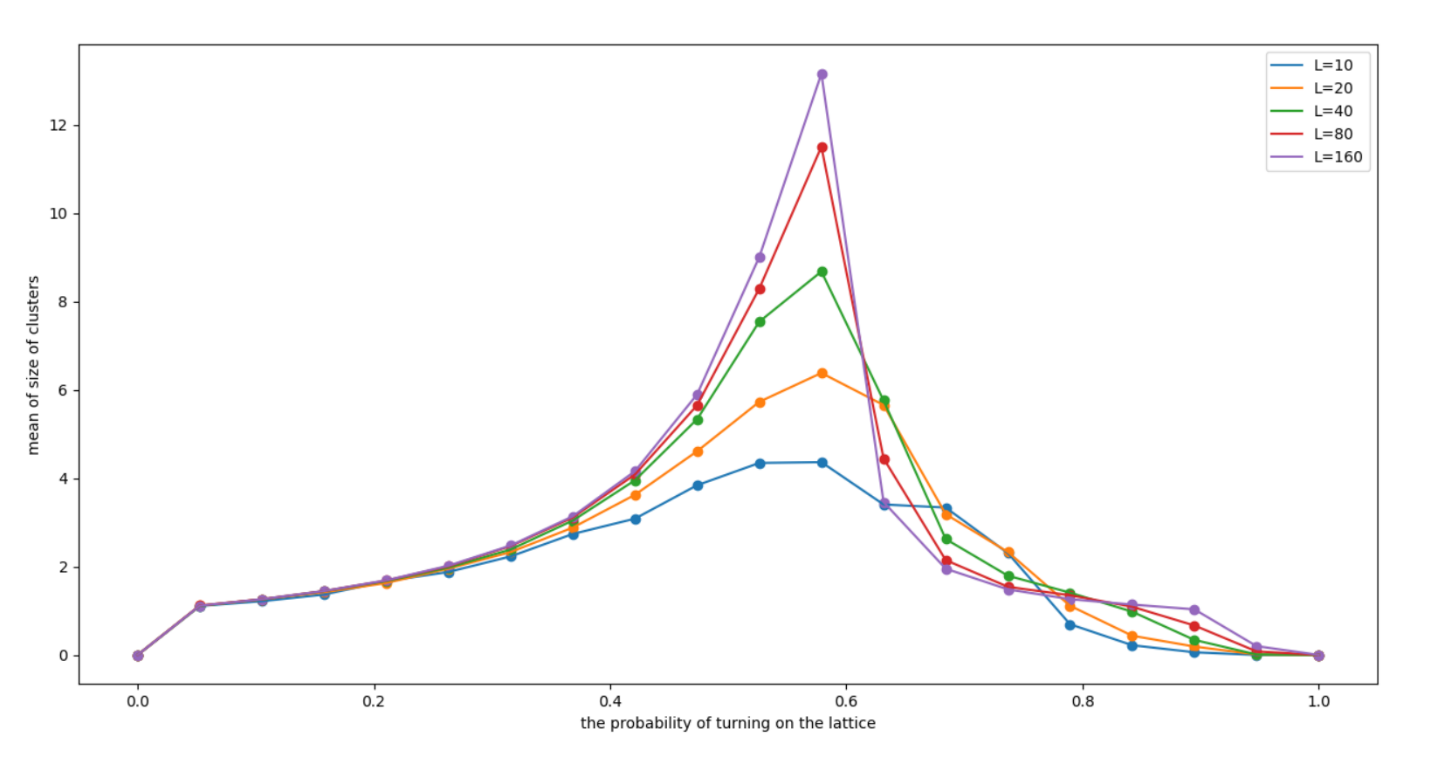 L=10
L=20
L=40
L=80
L=160
12
10
8
6
4
2
0
mean of size of clusters
0.0 0.2 0.4 0.6 0.8 1.0
the probability of turning on the lattice